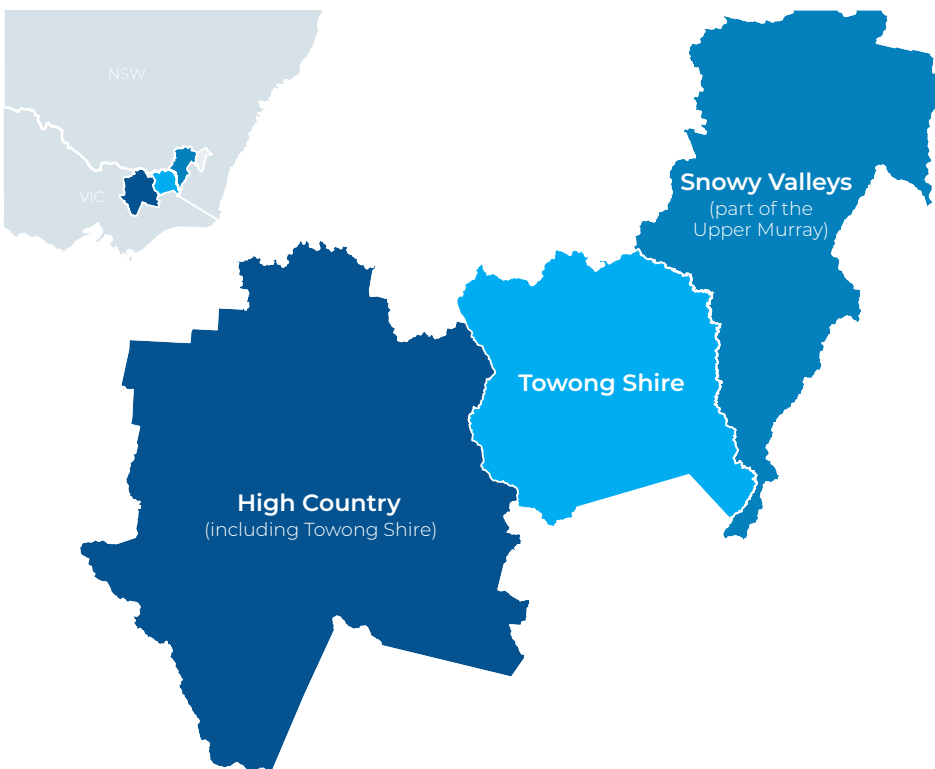 NSW
VIC
Snowy Valleys
(part of the
Upper Murray)
Towong Shire
High Country
(including Towong Shire)